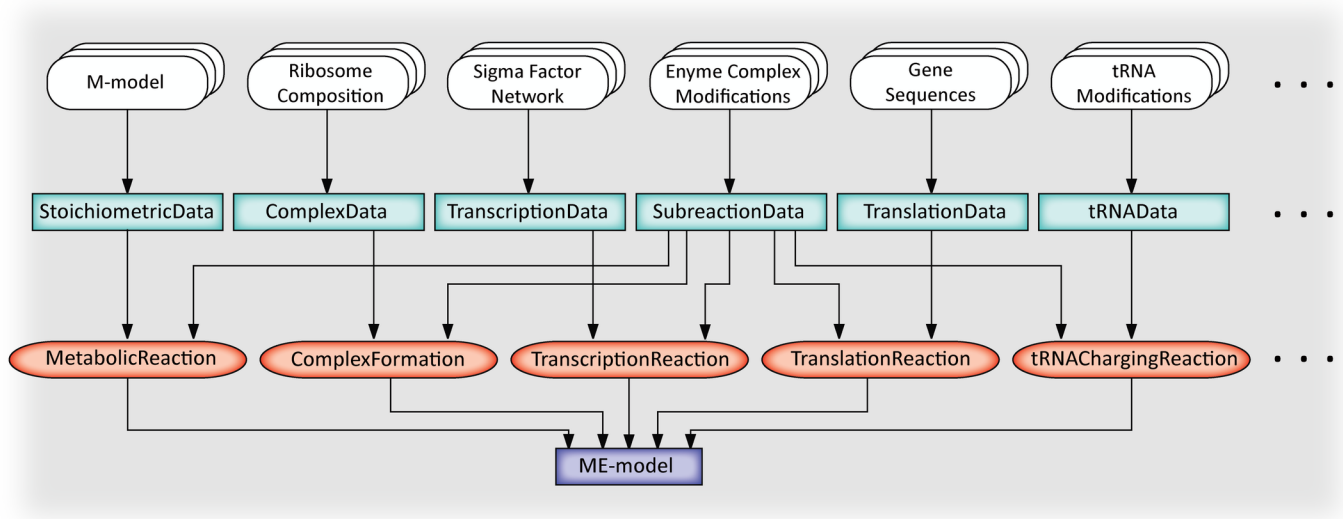 M-model
Ribosome
Composition
Sigma Factor
Network
Enyme Complex
Modifications
Gene
Sequences
tRNA
Modifications
. . .
StoichiometricData
ComplexData
TranscriptionData
SubreactionData
TranslationData
tRNAData
. . .
MetabolicReaction
ComplexFormation
TranscriptionReaction
TranslationReaction
tRNAChargingReaction
. . .
ME-model